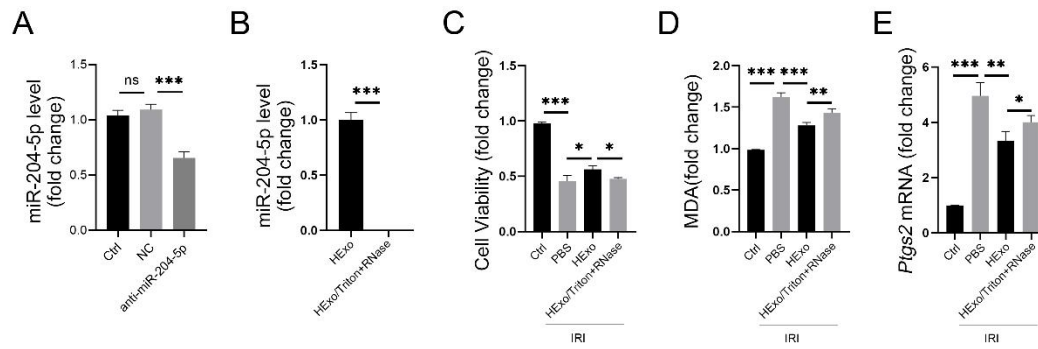 A
miR-204-5p level
(fold change)
1.5
1.0
0.5
0.0
ns
***
Ctrl
NC
anti-miR-204-5p
B
miR-204-5p level
(fold change)
1.5
1.0
0.5
0.0
***
HExo
HExo/Triton+RNase
C
Cell Viability (fold change)
1.5
1.0
0.5
0.0
***
*
*
Ctrl
PBS
HExo
HExo/Triton+RNase
IRI
D
MDA(fold change)
2.0
1.5
1.0
0.5
0.0
***
***
**
Ctrl
PBS
HExo
HExo/Triton+RNase
IRI
E
Ptgs2 mRNA (fold change)
6
4
2
0
***
**
*
Ctrl
PBS
HExo
HExo/Triton+RNase
IRI